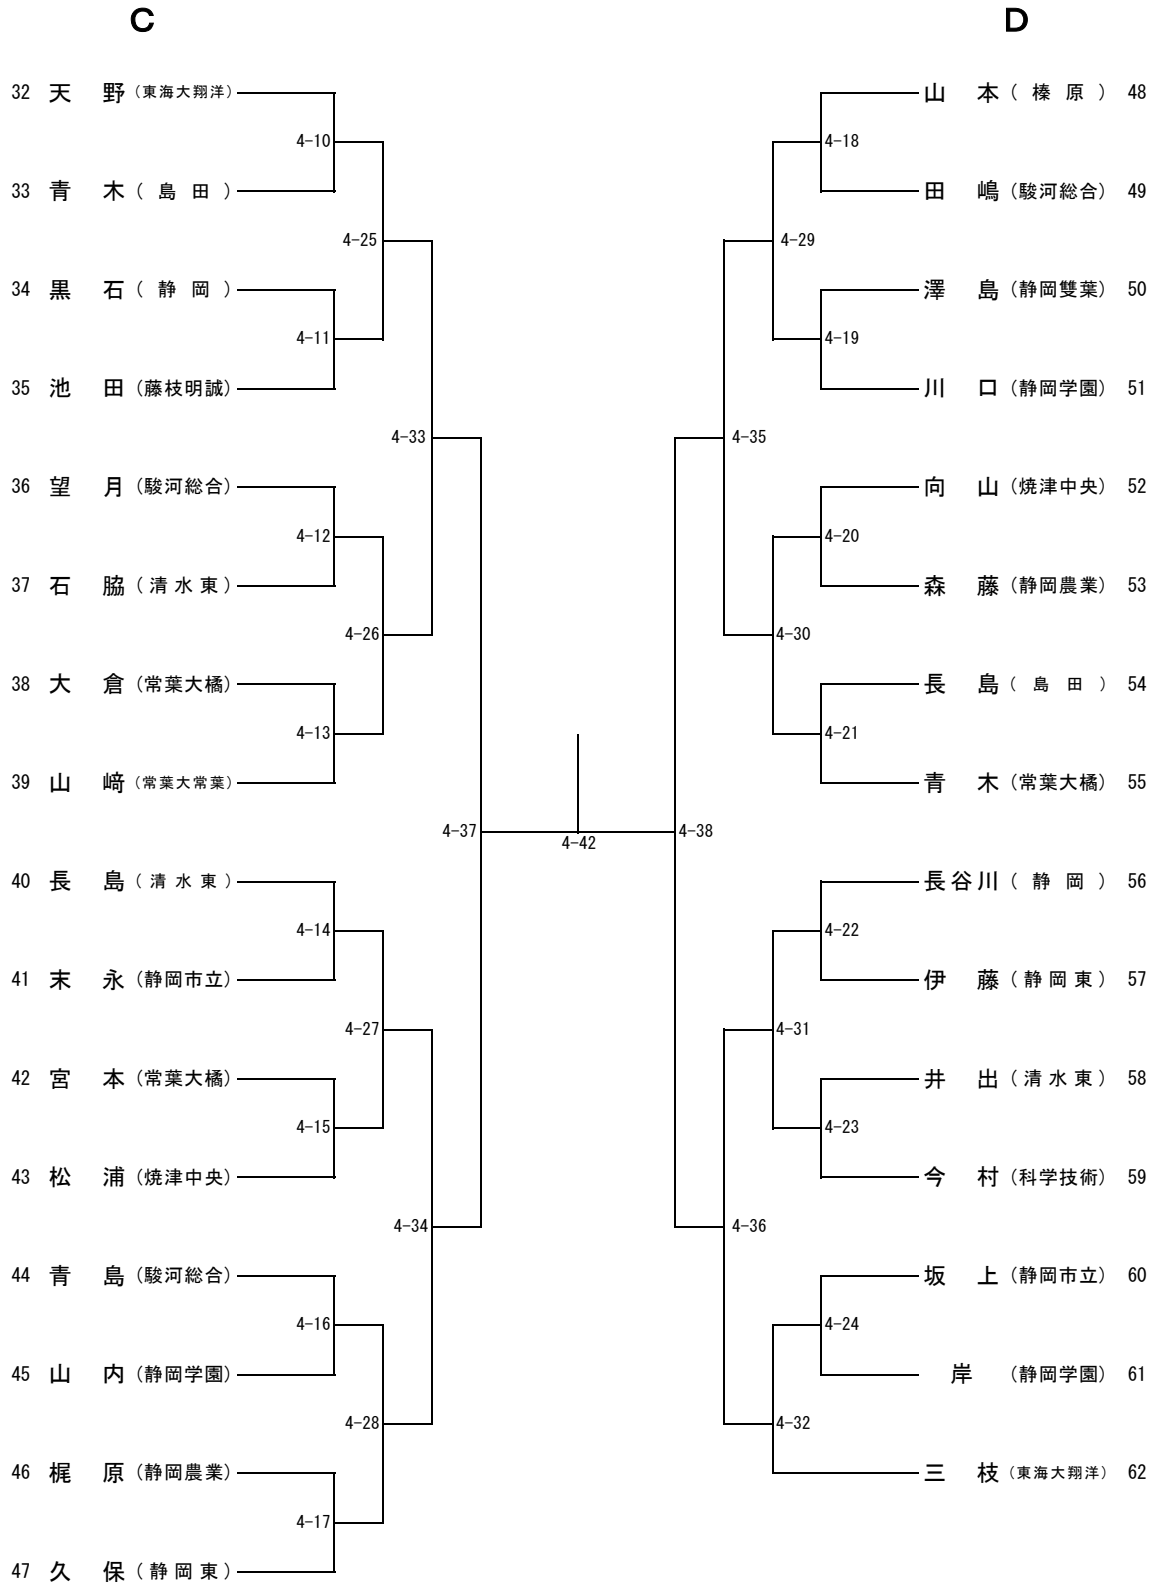 C
32 天野（東海大翔洋）
4-10
33 青木（島田）
4-25
34 黒石（静岡）
4-11
35 池田（藤枝明誠）
4-33
36 望月（駿河総合）
4-12
37 石脇（清水東）
4-26
38 大倉（常葉大橘）
4-13
39 山﨑（常葉大常葉）
4-37
40 長島（清水東）
4-14
41 末永（静岡市立）
4-27
42 宮本（常葉大橘）
4-15
43 松浦（焼津中央）
4-34
44 青島（駿河総合）
4-16
45 山内（静岡学園）
4-28
46 梶原（静岡農業）
4-17
47 久保（静岡東）
4-42
D
山本（榛原） 48
4-18
田嶋（駿河総合） 49
4-29
澤島（静岡雙葉） 50
4-19
川口（静岡学園） 51
4-35
向山（焼津中央） 52
4-20
森藤（静岡農業） 53
4-30
長島（島田） 54
4-21
青木（常葉大橘） 55
4-38
長谷川（静岡） 56
4-22
伊藤（静岡東） 57
4-31
井出（清水東） 58
4-23
今村（科学技術） 59
4-36
坂上（静岡市立） 60
4-24
岸（静岡学園） 61
4-32
三枝（東海大翔洋） 62